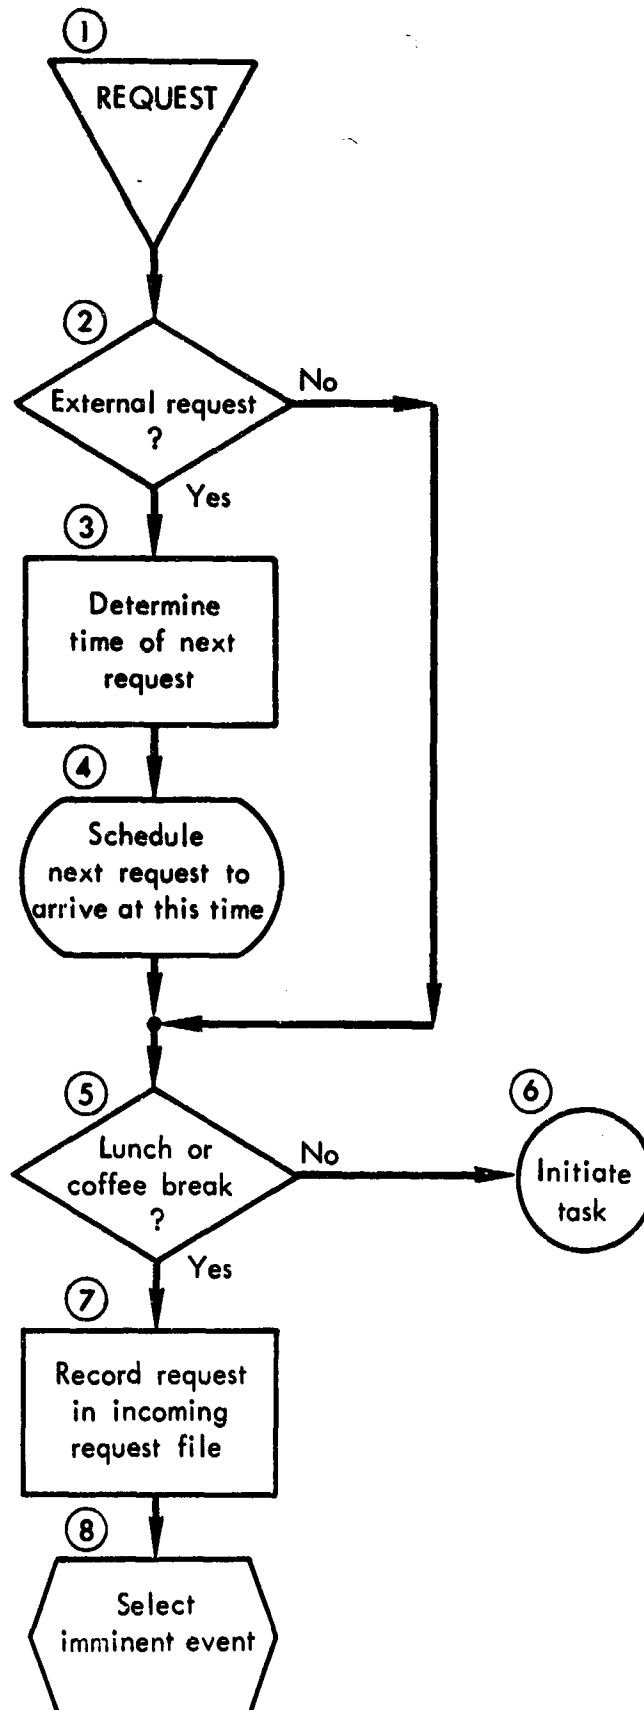 1
REQUEST
2
External request
?
No
Yes
3
Determine
time of next
request
4
Schedule
next request to
arrive at this time
5
Lunch or
coffee break
?
No
6
Initiate
task
Yes
7
Record request
in incoming
request file
8
Select
imminent event